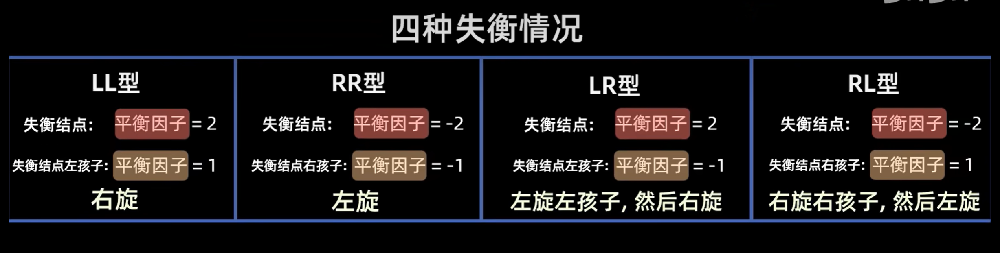 四种失衡情况
LL型
失衡结点: 平衡因子 = 2
失衡结点左孩子: 平衡因子 = 1
右旋
RR型
失衡结点: 平衡因子 = -2
失衡结点右孩子: 平衡因子 = -1
左旋
LR型
失衡结点: 平衡因子 = 2
失衡结点左孩子: 平衡因子 = -1
左旋左孩子, 然后右旋
RL型
失衡结点: 平衡因子 = -2
失衡结点右孩子: 平衡因子 = 1
右旋右孩子, 然后左旋